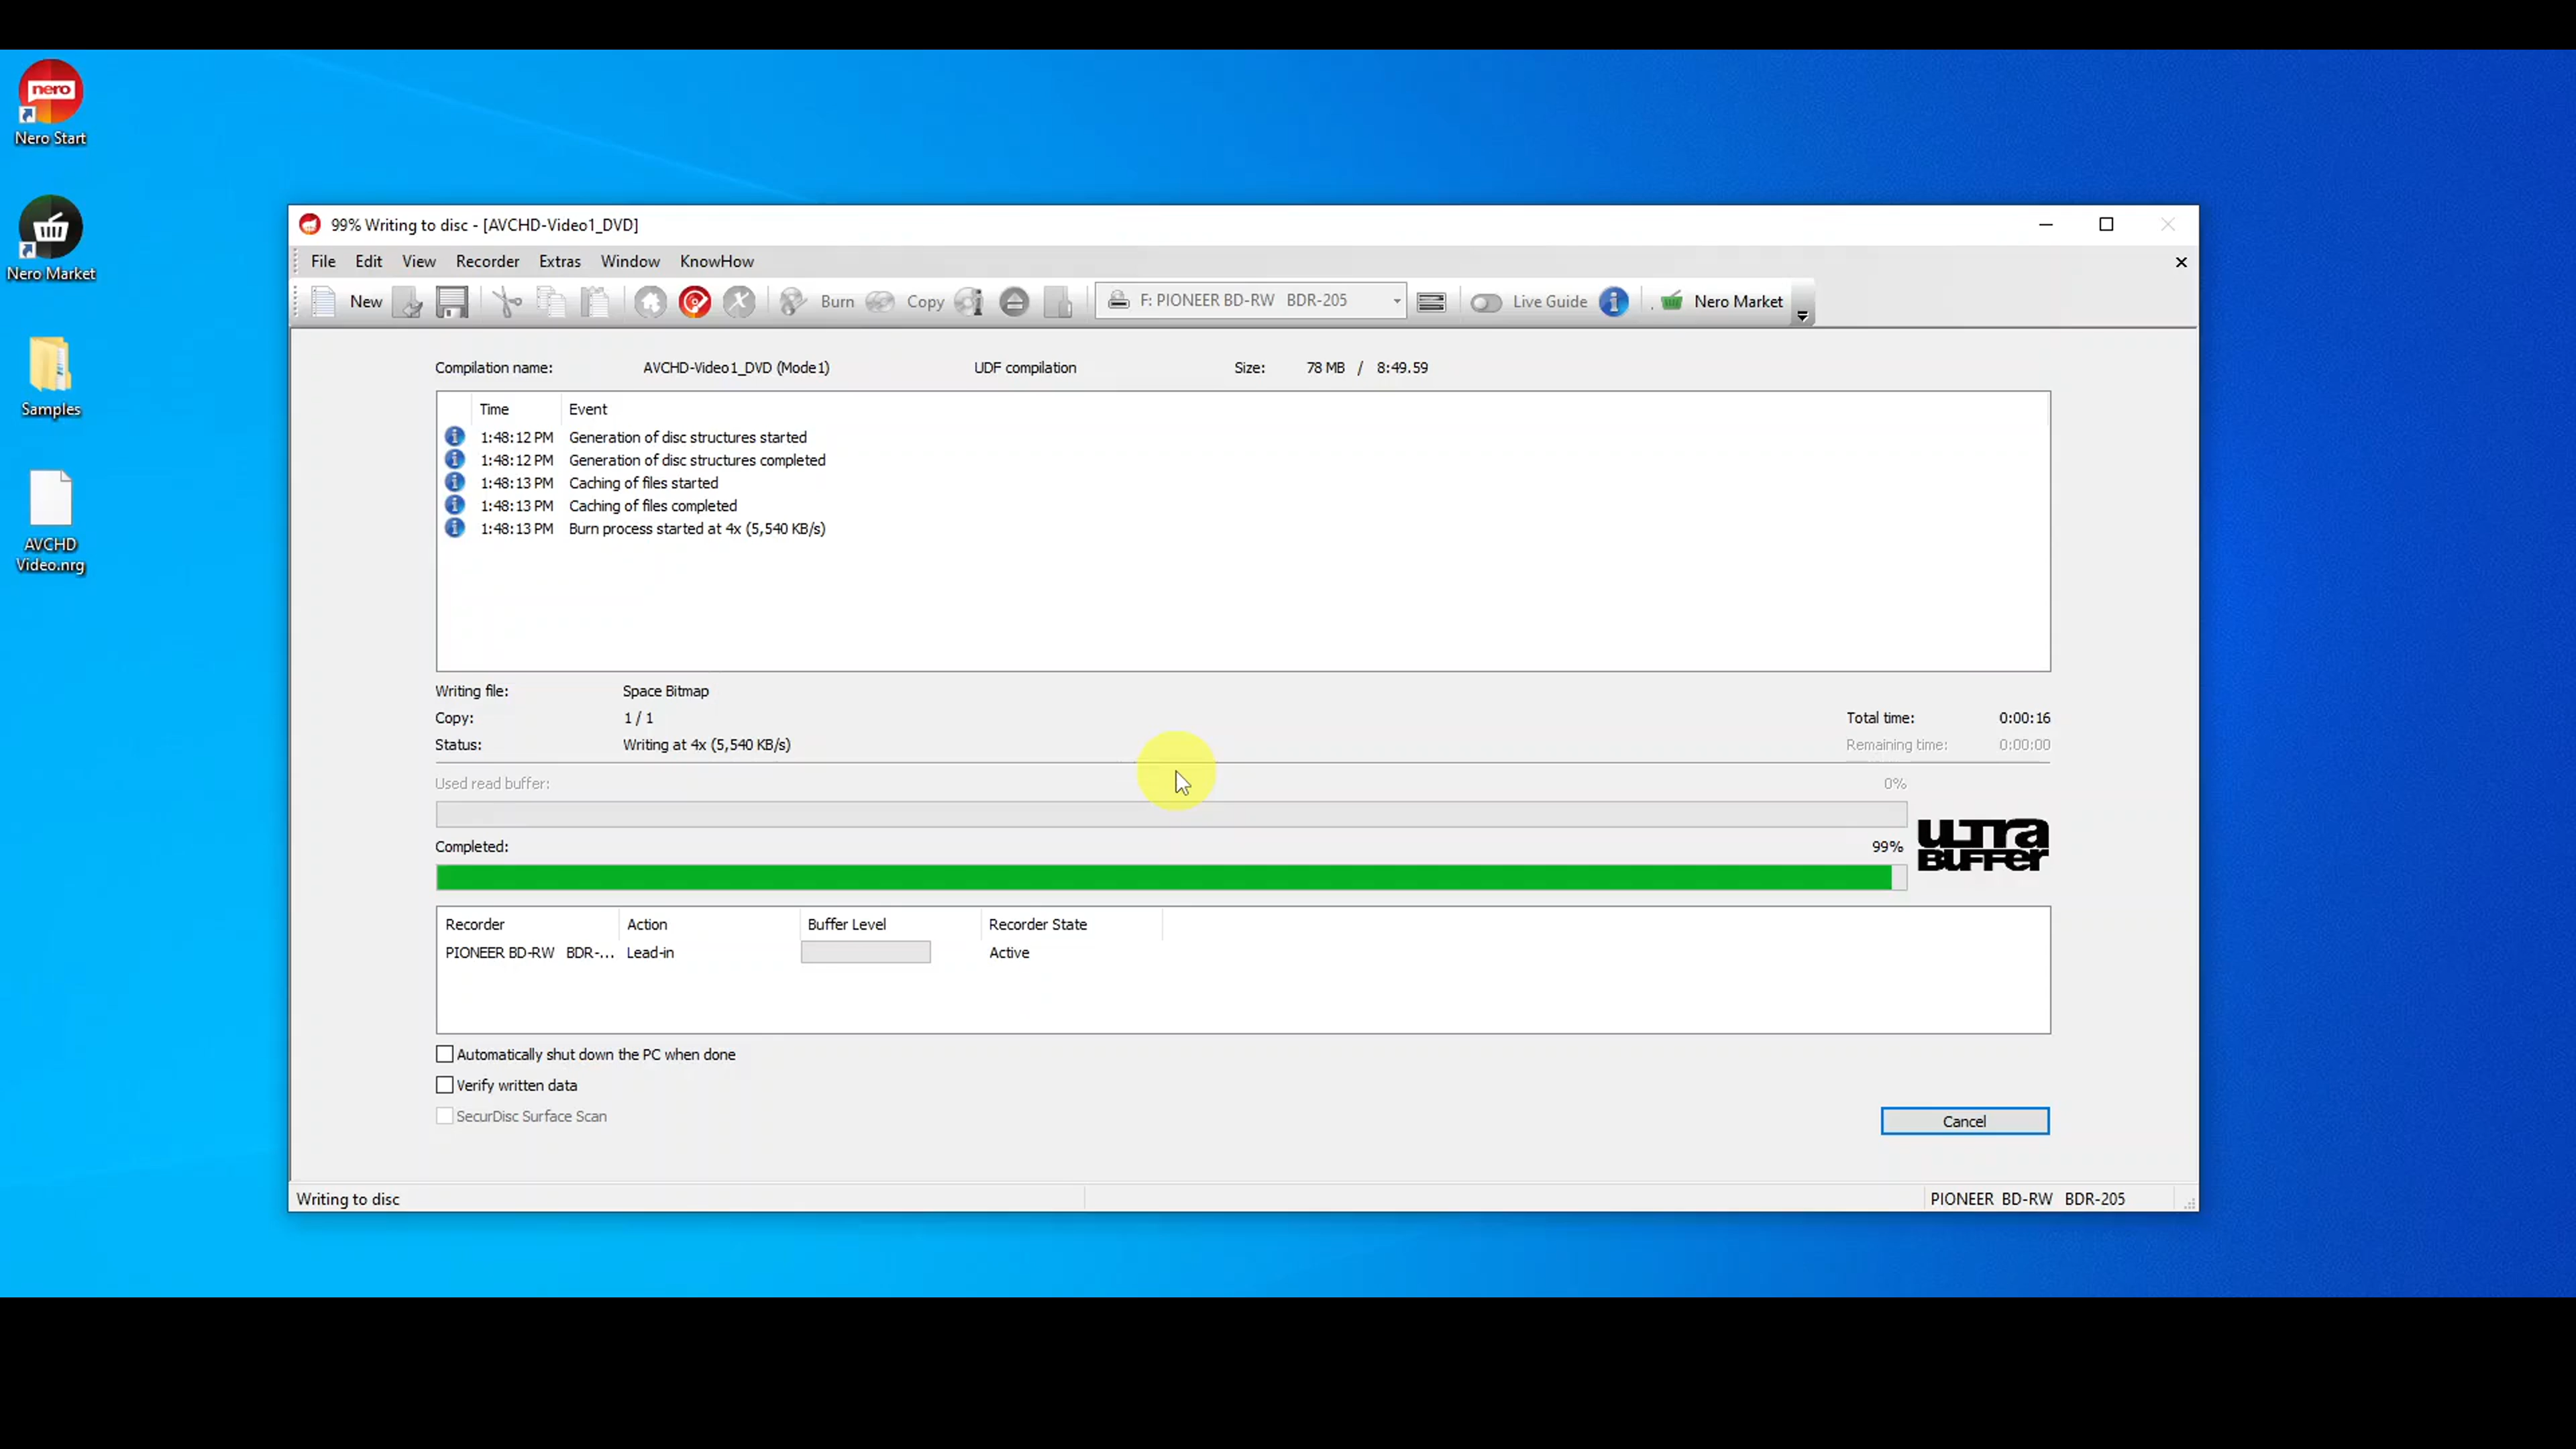 nero
Nero Start
Nero Market
Samples
AVCHD
Video.nrg
99% Writing to disc - [AVCHD-Video1_DVD]
File Edit View Recorder Extras Window KnowHow
New Burn Copy F: PIONEER BD-RW BDR-205 Live Guide Nero Market
Compilation name: AVCHD-Video1_DVD (Mode1) UDF compilation Size: 78 MB / 8:49.59
Time Event
1:48:12 PM Generation of disc structures started
1:48:12 PM Generation of disc structures completed
1:48:13 PM Caching of files started
1:48:13 PM Caching of files completed
1:48:13 PM Burn process started at 4x (5,540 KB/s)
Writing file: Space Bitmap
Copy: 1 / 1 Total time: 0:00:16
Status: Writing at 4x (5,540 KB/s) Remaining time: 0:00:00
Used read buffer: 0%
Completed: 99%
ULTRA
BUFFER
Recorder Action Buffer Level Recorder State
PIONEER BD-RW BDR-... Lead-in Active
Automatically shut down the PC when done
Verify written data
SecurDisc Surface Scan
Cancel
Writing to disc PIONEER BD-RW BDR-205